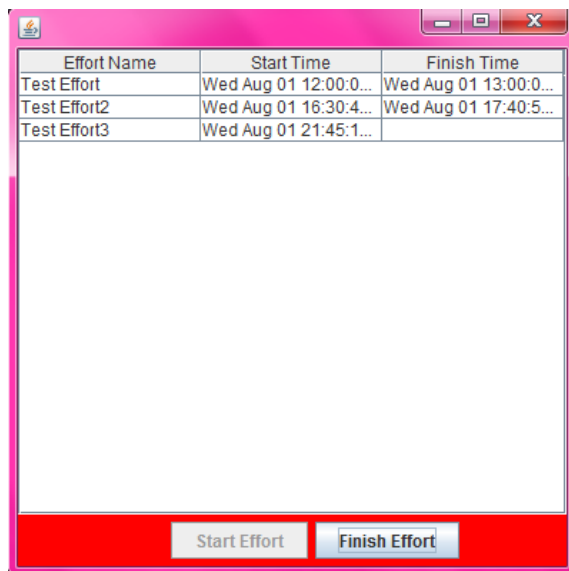 Effort Name Start Time Finish Time
Test Effort Wed Aug 01 12:00:0... Wed Aug 01 13:00:0...
Test Effort2 Wed Aug 01 16:30:4... Wed Aug 01 17:40:5...
Test Effort3 Wed Aug 01 21:45:1...
Start Effort Finish Effort